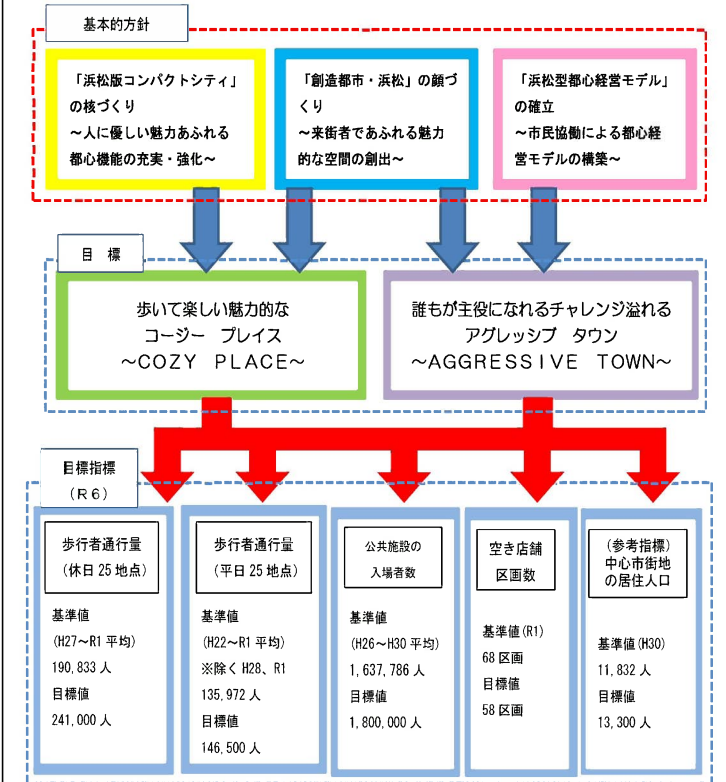 基本的方針
「浜松版コンパクトシティ」
の核づくり
～人に優しい魅力あふれる
都心機能の充実・強化～
「創造都市・浜松」の顔づ
くり
～来街者であふれる魅力
的な空間の創出～
「浜松型都心経営モデル」
の確立
～市民協働による都心経
営モデルの構築～
目　標
歩いて楽しい魅力的な
コージー　プレイス
～COZY　PLACE～
誰もが主役になれるチャレンジ溢れる
アグレッシブ　タウン
～AGGRESSIVE　TOWN～
目標指標
（R6）
歩行者通行量
（休日25地点）
基準値
(H27～R1平均)
190,833人
目標値
241,000人
歩行者通行量
（平日25地点）
基準値
(H22～R1平均)
※除くH28、R1
135,972人
目標値
146,500人
公共施設の
入場者数
基準値
(H26～H30平均)
1,637,786人
目標値
1,800,000人
空き店舗
区画数
基準値(R1)
68区画
目標値
58区画
（参考指標）
中心市街地
の居住人口
基準値(H30)
11,832人
目標値
13,300人